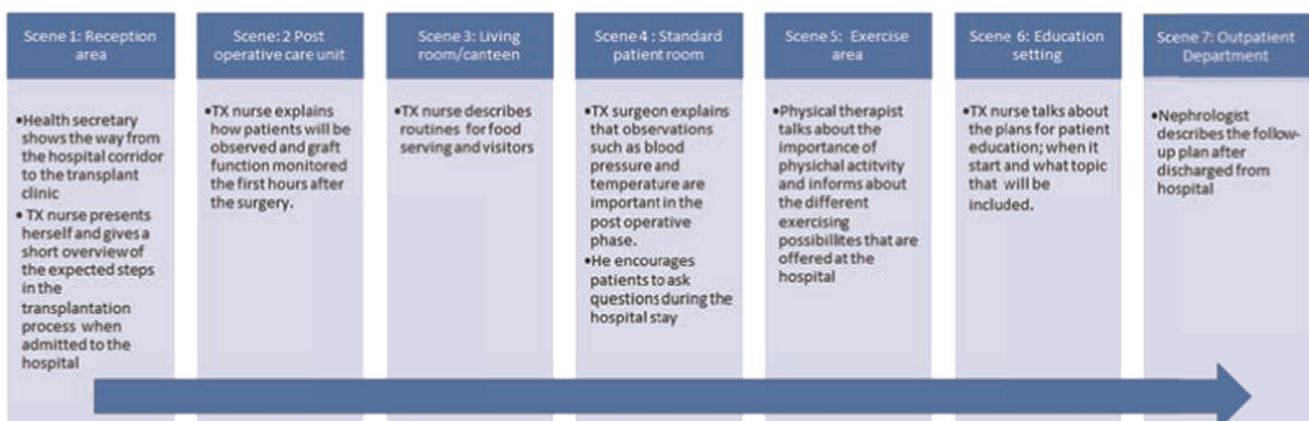 Scene 1: Reception
area
•Health secretary
shows the way from
the hospital corridor
to the transplant
clinic
• TX nurse presents
herself and gives a
short overview of
the expected steps
in the
transplantation
process when
admitted to the
hospital
Scene: 2 Post
operative care unit
•TX nurse explains
how patients will be
observed and graft
function monitored
the first hours after
the surgery.
Scene 3: Living
room/canteen
•TX nurse describes
routines for food
serving and visitors
Scene 4 : Standard
patient room
•TX surgeon explains
that observations
such as blood
pressure and
temperature are
important in the
post operative
phase.
•He encourages
patients to ask
questions during the
hospital stay
Scene 5: Exercise
area
•Physical therapist
talks about the
importance of
physichal actitvity
and informs about
the different
exercising
possibillites that are
offered at the
hospital
Scene 6: Education
setting
•TX nurse talks about
the plans for patient
education; when it
start and what topic
that will be
included.
Scene 7: Outpatient
Department
•Nephrologist
describes the follow-
up plan after
discharged from
hospital